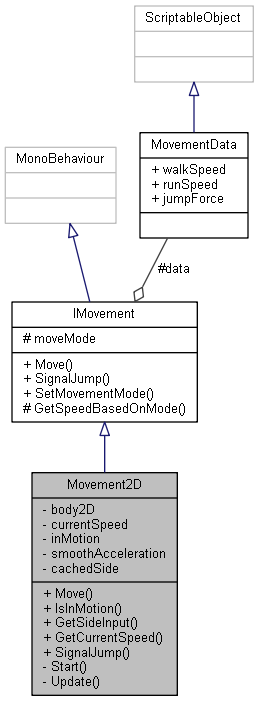 ScriptableObject
MonoBehaviour
MovementData
+ walkSpeed
+ runSpeed
+ jumpForce
#data
IMovement
# moveMode
+ Move()
+ SignalJump()
+ SetMovementMode()
# GetSpeedBasedOnMode()
Movement2D
- body2D
- currentSpeed
- inMotion
- smoothAcceleration
- cachedSide
+ Move()
+ IsInMotion()
+ GetSideInput()
+ GetCurrentSpeed()
+ SignalJump()
- Start()
- Update()